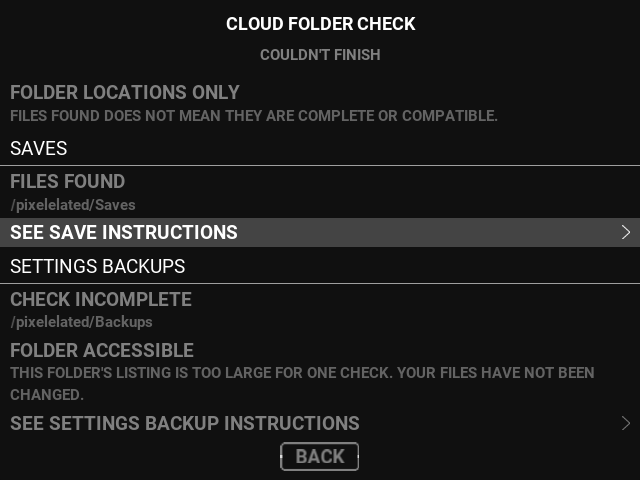 CLOUD FOLDER CHECK
COULDN'T FINISH
FOLDER LOCATIONS ONLY
FILES FOUND DOES NOT MEAN THEY ARE COMPLETE OR COMPATIBLE.
SAVES
FILES FOUND
/pixelelated/Saves
SEE SAVE INSTRUCTIONS
SETTINGS BACKUPS
CHECK INCOMPLETE
/pixelelated/Backups
FOLDER ACCESSIBLE
THIS FOLDER'S LISTING IS TOO LARGE FOR ONE CHECK. YOUR FILES HAVE NOT BEEN
CHANGED.
SEE SETTINGS BACKUP INSTRUCTIONS
BACK